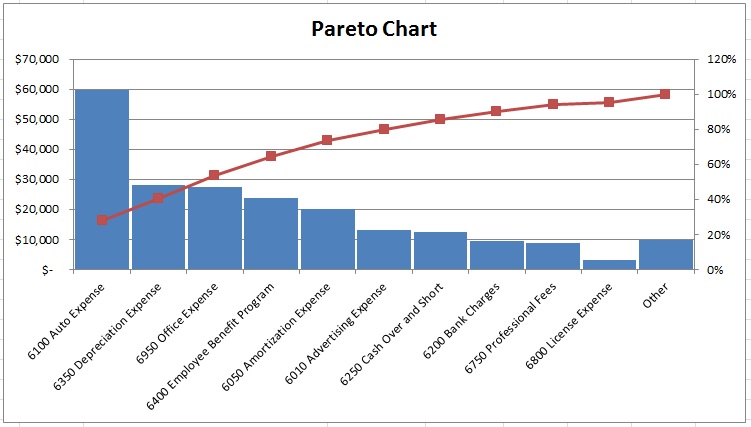 Pareto Chart
$70,000
$60,000
$50,000
$40,000
$30,000
$20,000
$10,000
$-
120%
100%
80%
60%
40%
20%
0%
6100 Auto Expense
6350 Depreciation Expense
6950 Office Expense
6400 Employee Benefit Program
6050 Amortization Expense
6010 Advertising Expense
6250 Cash Over and Short
6200 Bank Charges
6750 Professional Fees
6800 License Expense
Other